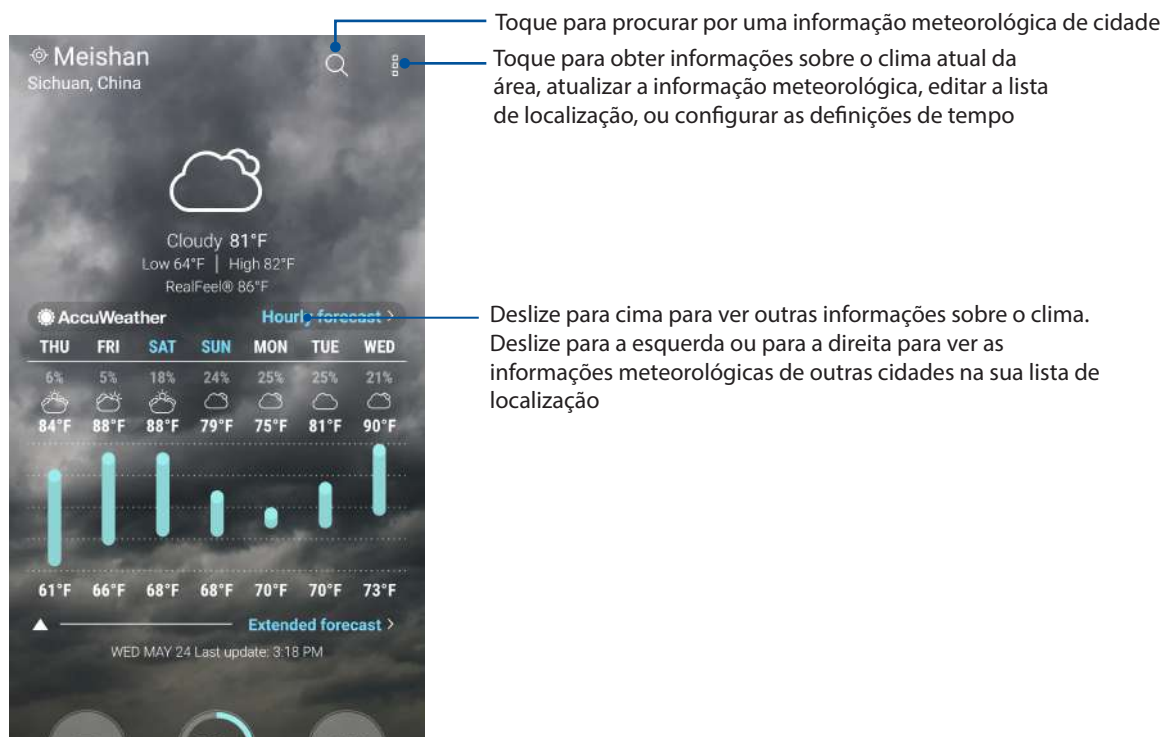 Toque para procurar por uma informação meteorológica de cidade
Toque para obter informações sobre o clima atual da
área, atualizar a informação meteorológica, editar a lista
de localização, ou configurar as definições de tempo
Meishan
Sichuan, China
Cloudy 81°F
Low 64°F | High 82°F
RealFeel® 86°F
AccuWeather Hourly forecast >
THU FRI SAT SUN MON TUE WED
6% 5% 18% 24% 25% 25% 21%
84°F 88°F 88°F 79°F 75°F 81°F 90°F
61°F 66°F 68°F 68°F 70°F 70°F 73°F
Extended forecast >
WED MAY 24 Last update: 3:18 PM
Deslize para cima para ver outras informações sobre o clima.
Deslize para a esquerda ou para a direita para ver as
informações meteorológicas de outras cidades na sua lista de
localização